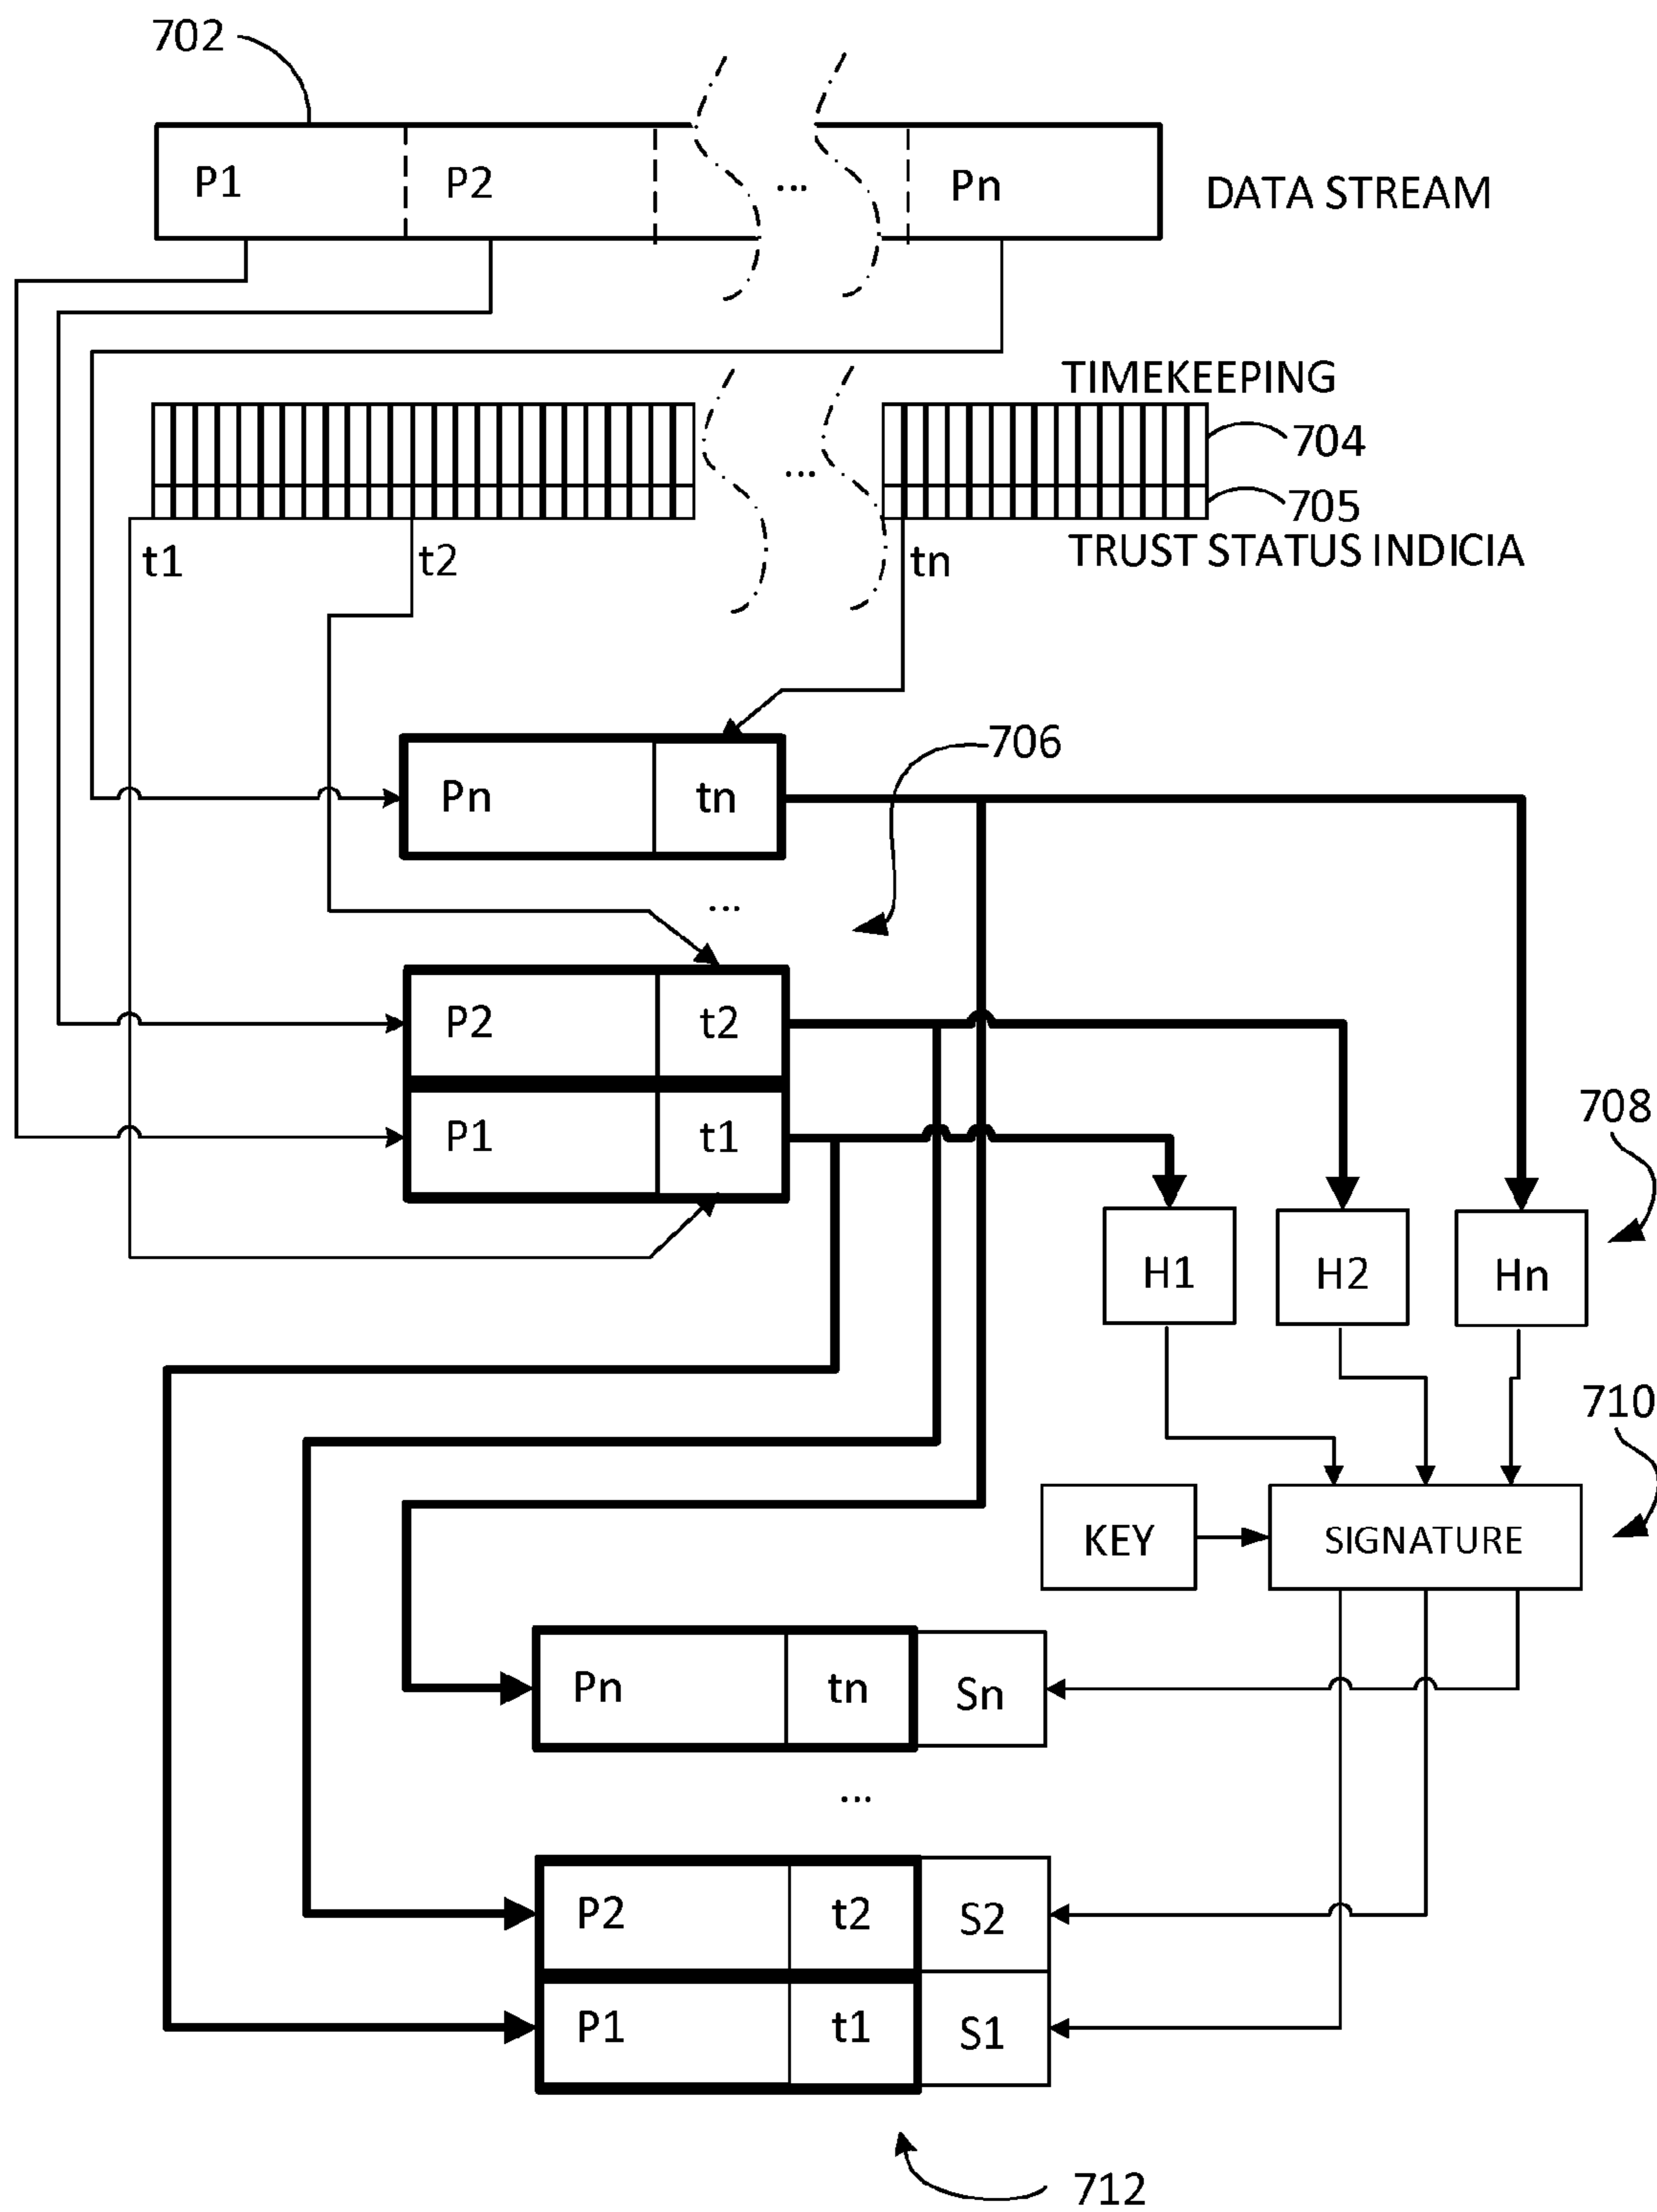 702
P1 P2 ... Pn DATA STREAM
TIMEKEEPING
704
...
705
TRUST STATUS INDICIA
t1 t2 tn
706
Pn tn
...
P2 t2
P1 t1
708
H1 H2 Hn
710
KEY SIGNATURE
Pn tn Sn
...
P2 t2 S2
P1 t1 S1
712